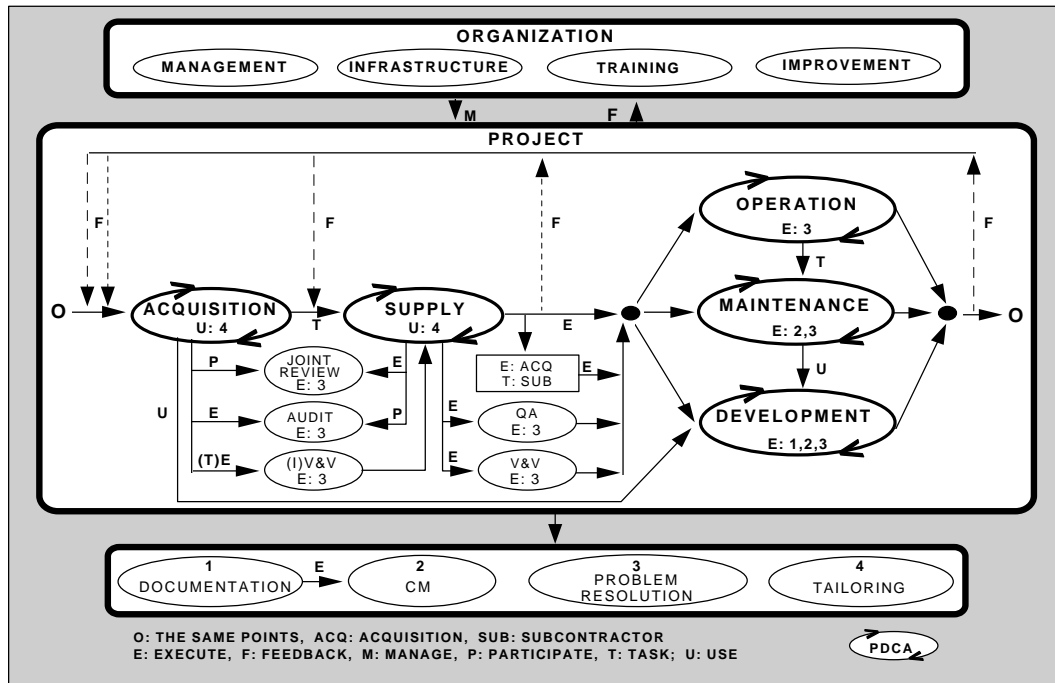 ORGANIZATION
MANAGEMENT
INFRASTRUCTURE
TRAINING
IMPROVEMENT
M
F
PROJECT
F
F
F
F
OPERATION
E: 3
T
O
ACQUISITION
U: 4
T
SUPPLY
U: 4
E
MAINTENANCE
E: 2,3
O
P
JOINT
REVIEW
E: 3
E
E: ACQ
T: SUB
E
U
U
E
AUDIT
E: 3
P
E
QA
E: 3
DEVELOPMENT
E: 1,2,3
(T)E
(I)V&V
E: 3
E
V&V
E: 3
1
DOCUMENTATION
E
2
CM
3
PROBLEM
RESOLUTION
4
TAILORING
O: THE SAME POINTS, ACQ: ACQUISITION, SUB: SUBCONTRACTOR
E: EXECUTE, F: FEEDBACK, M: MANAGE, P: PARTICIPATE, T: TASK; U: USE
PDCA